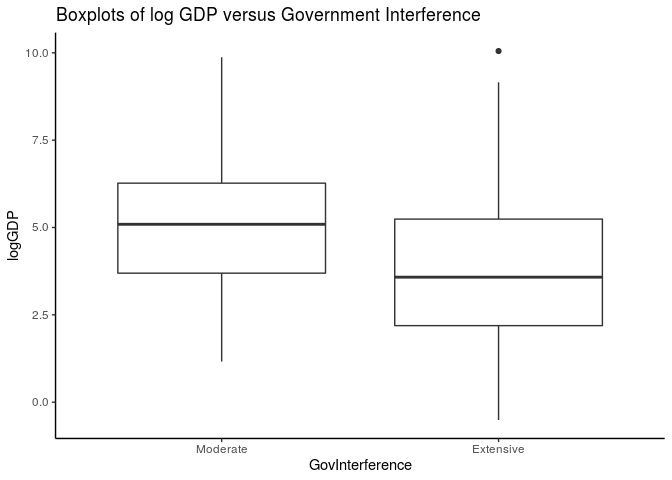 Boxplots of log GDP versus Government Interference
10.0
7.5
5.0
2.5
0.0
logGDP
Moderate Extensive
GovInterference